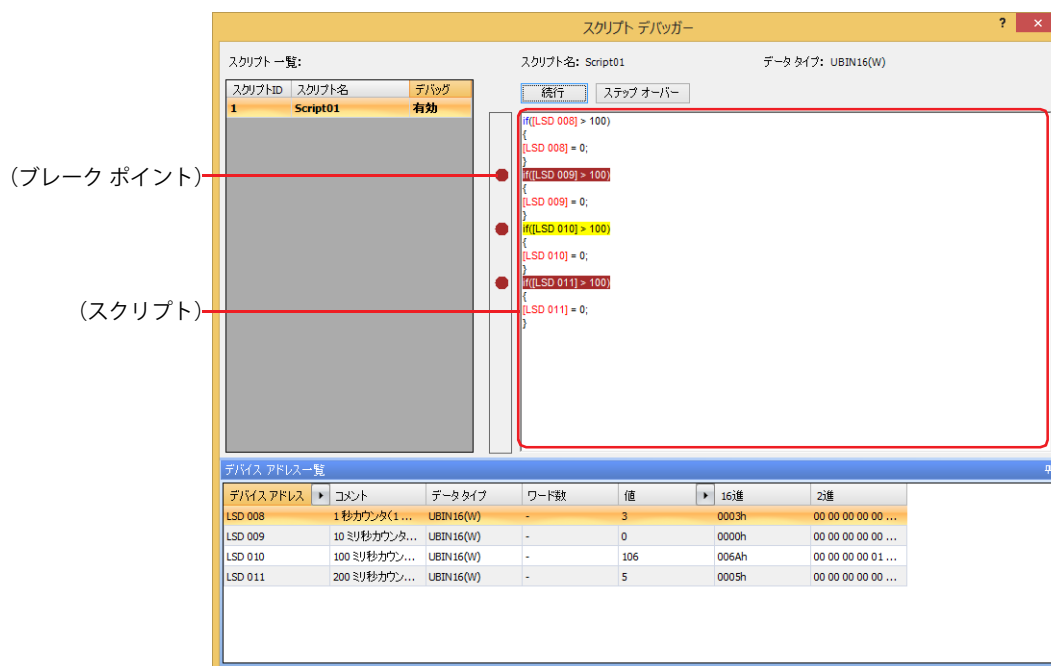 スクリプト デバッガー
?
×
スクリプト一覧:
スクリプト名: Script01
データ タイプ: UBIN16(W)
スクリプトID スクリプト名 デバッグ
1 Script01 有効
続行
ステップ オーバー
if([LSD 008] > 100)
{
[LSD 008] = 0;
}
(ブレーク ポイント)
if([LSD 009] > 100)
{
[LSD 009] = 0;
}
if([LSD 010] > 100)
{
[LSD 010] = 0;
}
if([LSD 011] > 100)
{
(スクリプト)
[LSD 011] = 0;
}
デバイス アドレス一覧
デバイス アドレス コメント データ タイプ ワード数 値 16進 2進
LSD 008 1 秒カウンタ(1 ... UBIN16(W) - 3 0003h 00 00 00 00 00 ...
LSD 009 10 ミリ秒カウンタ... UBIN16(W) - 0 0000h 00 00 00 00 00 ...
LSD 010 100 ミリ秒カウン... UBIN16(W) - 106 006Ah 00 00 00 00 01 ...
LSD 011 200 ミリ秒カウン... UBIN16(W) - 5 0005h 00 00 00 00 00 ...